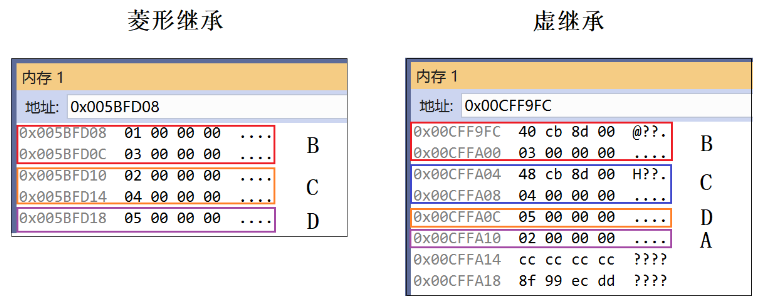 菱形继承
内存 1
地址: 0x005BFD08
0x005BFD08 01 00 00 00 ....
0x005BFD0C 03 00 00 00 ....
B
0x005BFD10 02 00 00 00 ....
0x005BFD14 04 00 00 00 ....
C
0x005BFD18 05 00 00 00 ....
D
虚继承
内存 1
地址: 0x00CFF9FC
0x00CFF9FC 40 cb 8d 00 @??.
0x00CFFA00 03 00 00 00 ....
B
0x00CFFA04 48 cb 8d 00 H??.
0x00CFFA08 04 00 00 00 ....
C
0x00CFFA0C 05 00 00 00 ....
D
0x00CFFA10 02 00 00 00 ....
A
0x00CFFA14 cc cc cc cc ????
0x00CFFA18 8f 99 ec dd ????